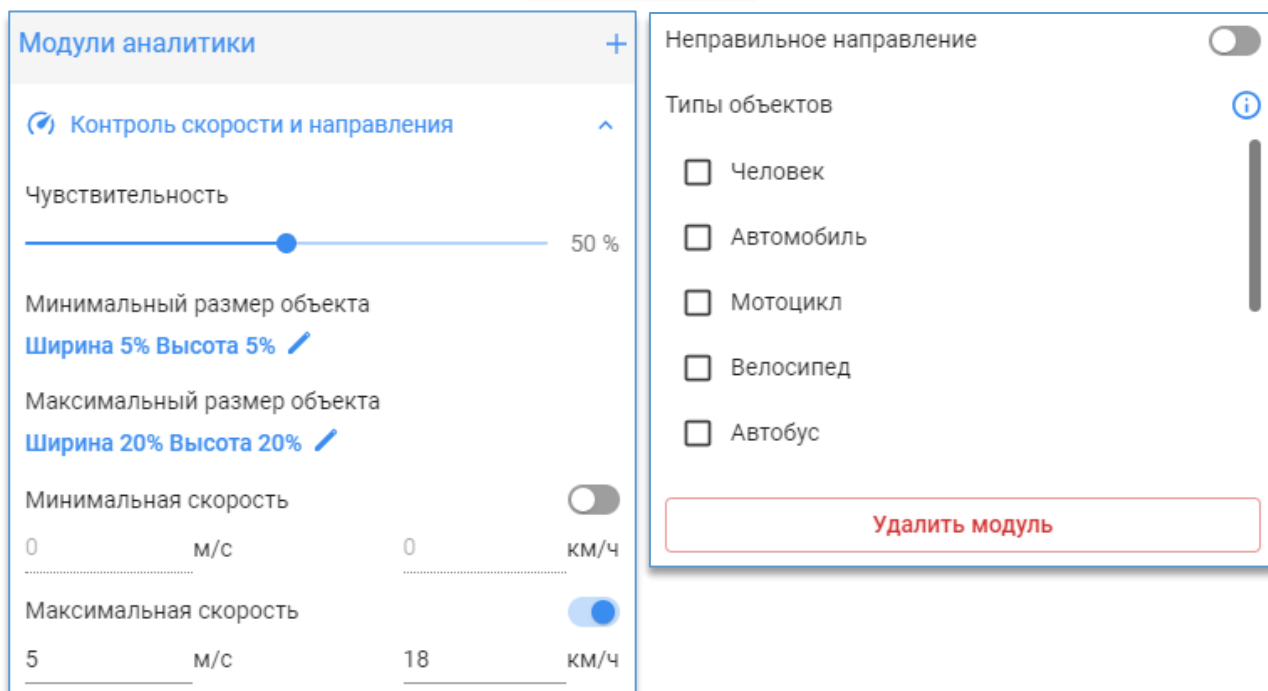 Модули аналитики
Контроль скорости и направления
Чувствительность
50 %
Минимальный размер объекта
Ширина 5% Высота 5%
Максимальный размер объекта
Ширина 20% Высота 20%
Минимальная скорость
0 м/с 0 км/ч
Максимальная скорость
5 м/с 18 км/ч
Неправильное направление
Типы объектов
Человек
Автомобиль
Мотоцикл
Велосипед
Автобус
Удалить модуль